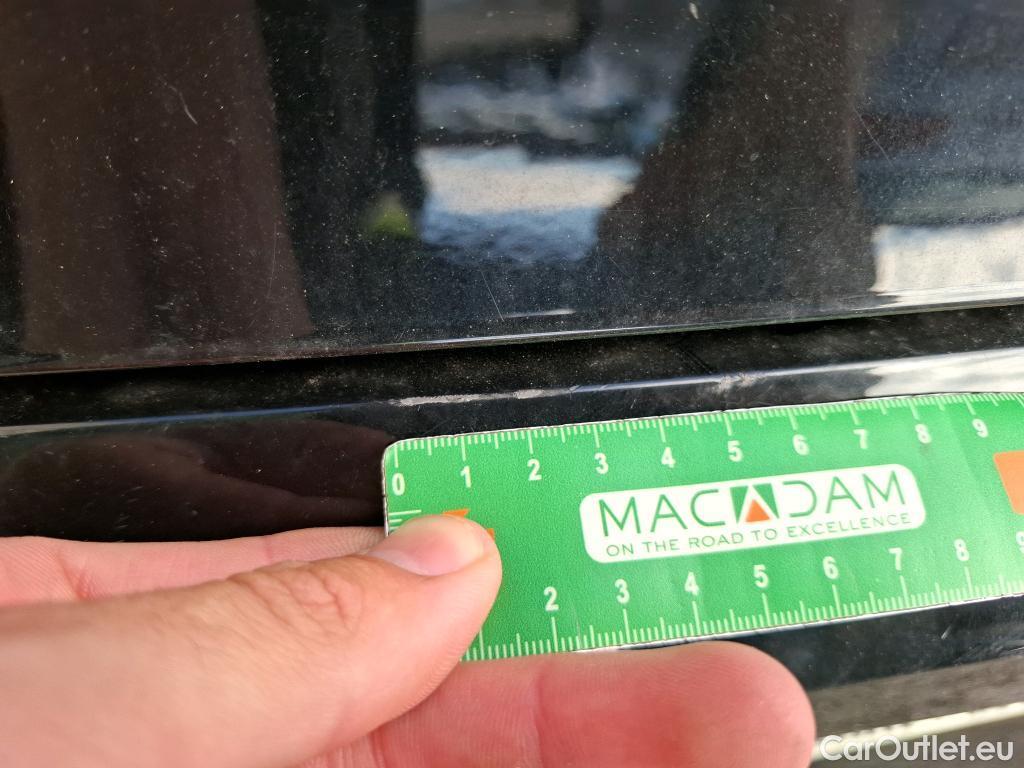 0 1 2 3 4 5 6 7 8 9
MACADAM
ON THE ROAD TO EXCELLENCE
2 3 4 5 6 7 8 9
CarOutlet.eu